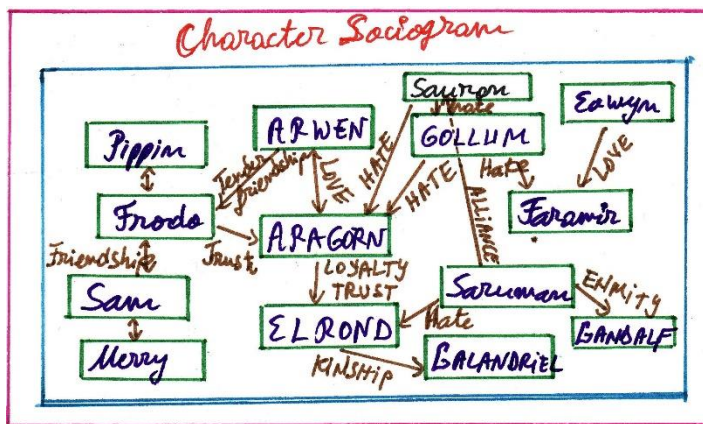 Character Sociogram
Sauron
hate
Eowyn
ARWEN
GOLLUM
Pippin
Tender
friendship
LOVE
HATE
HATE
Hate
LOVE
Frodo
Trust
ARAGORN
ALLIANCE
Faramir
Friendship
LOYALTY
TRUST
Sam
Saruman
ENMITY
ELROND
Hate
GANDALF
Merry
KINSHIP
GALANDRIEL